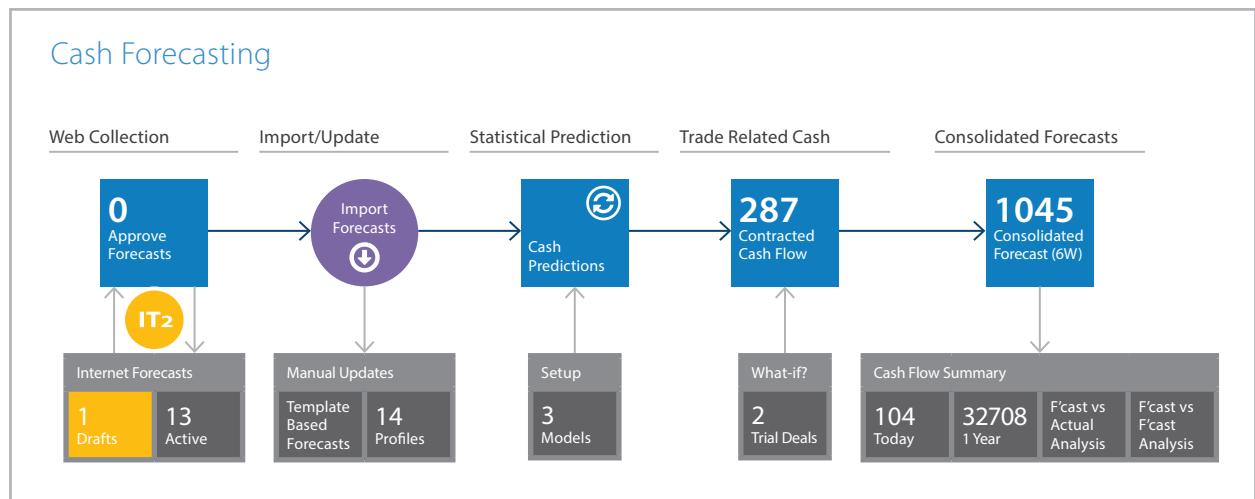 Cash Forecasting
Web Collection
Import/Update
Statistical Prediction
Trade Related Cash
Consolidated Forecasts
0
Approve
Forecasts
Import
Forecasts
Cash
Predictions
287
Contracted
Cash Flow
1045
Consolidated
Forecast (6W)
IT2
Internet Forecasts
1
Drafts
13
Active
Manual Updates
Template
Based
Forecasts
14
Profiles
Setup
3
Models
What-if?
2
Trial Deals
Cash Flow Summary
104
Today
32708
1 Year
F'cast vs
Actual
Analysis
F'cast vs
F'cast
Analysis